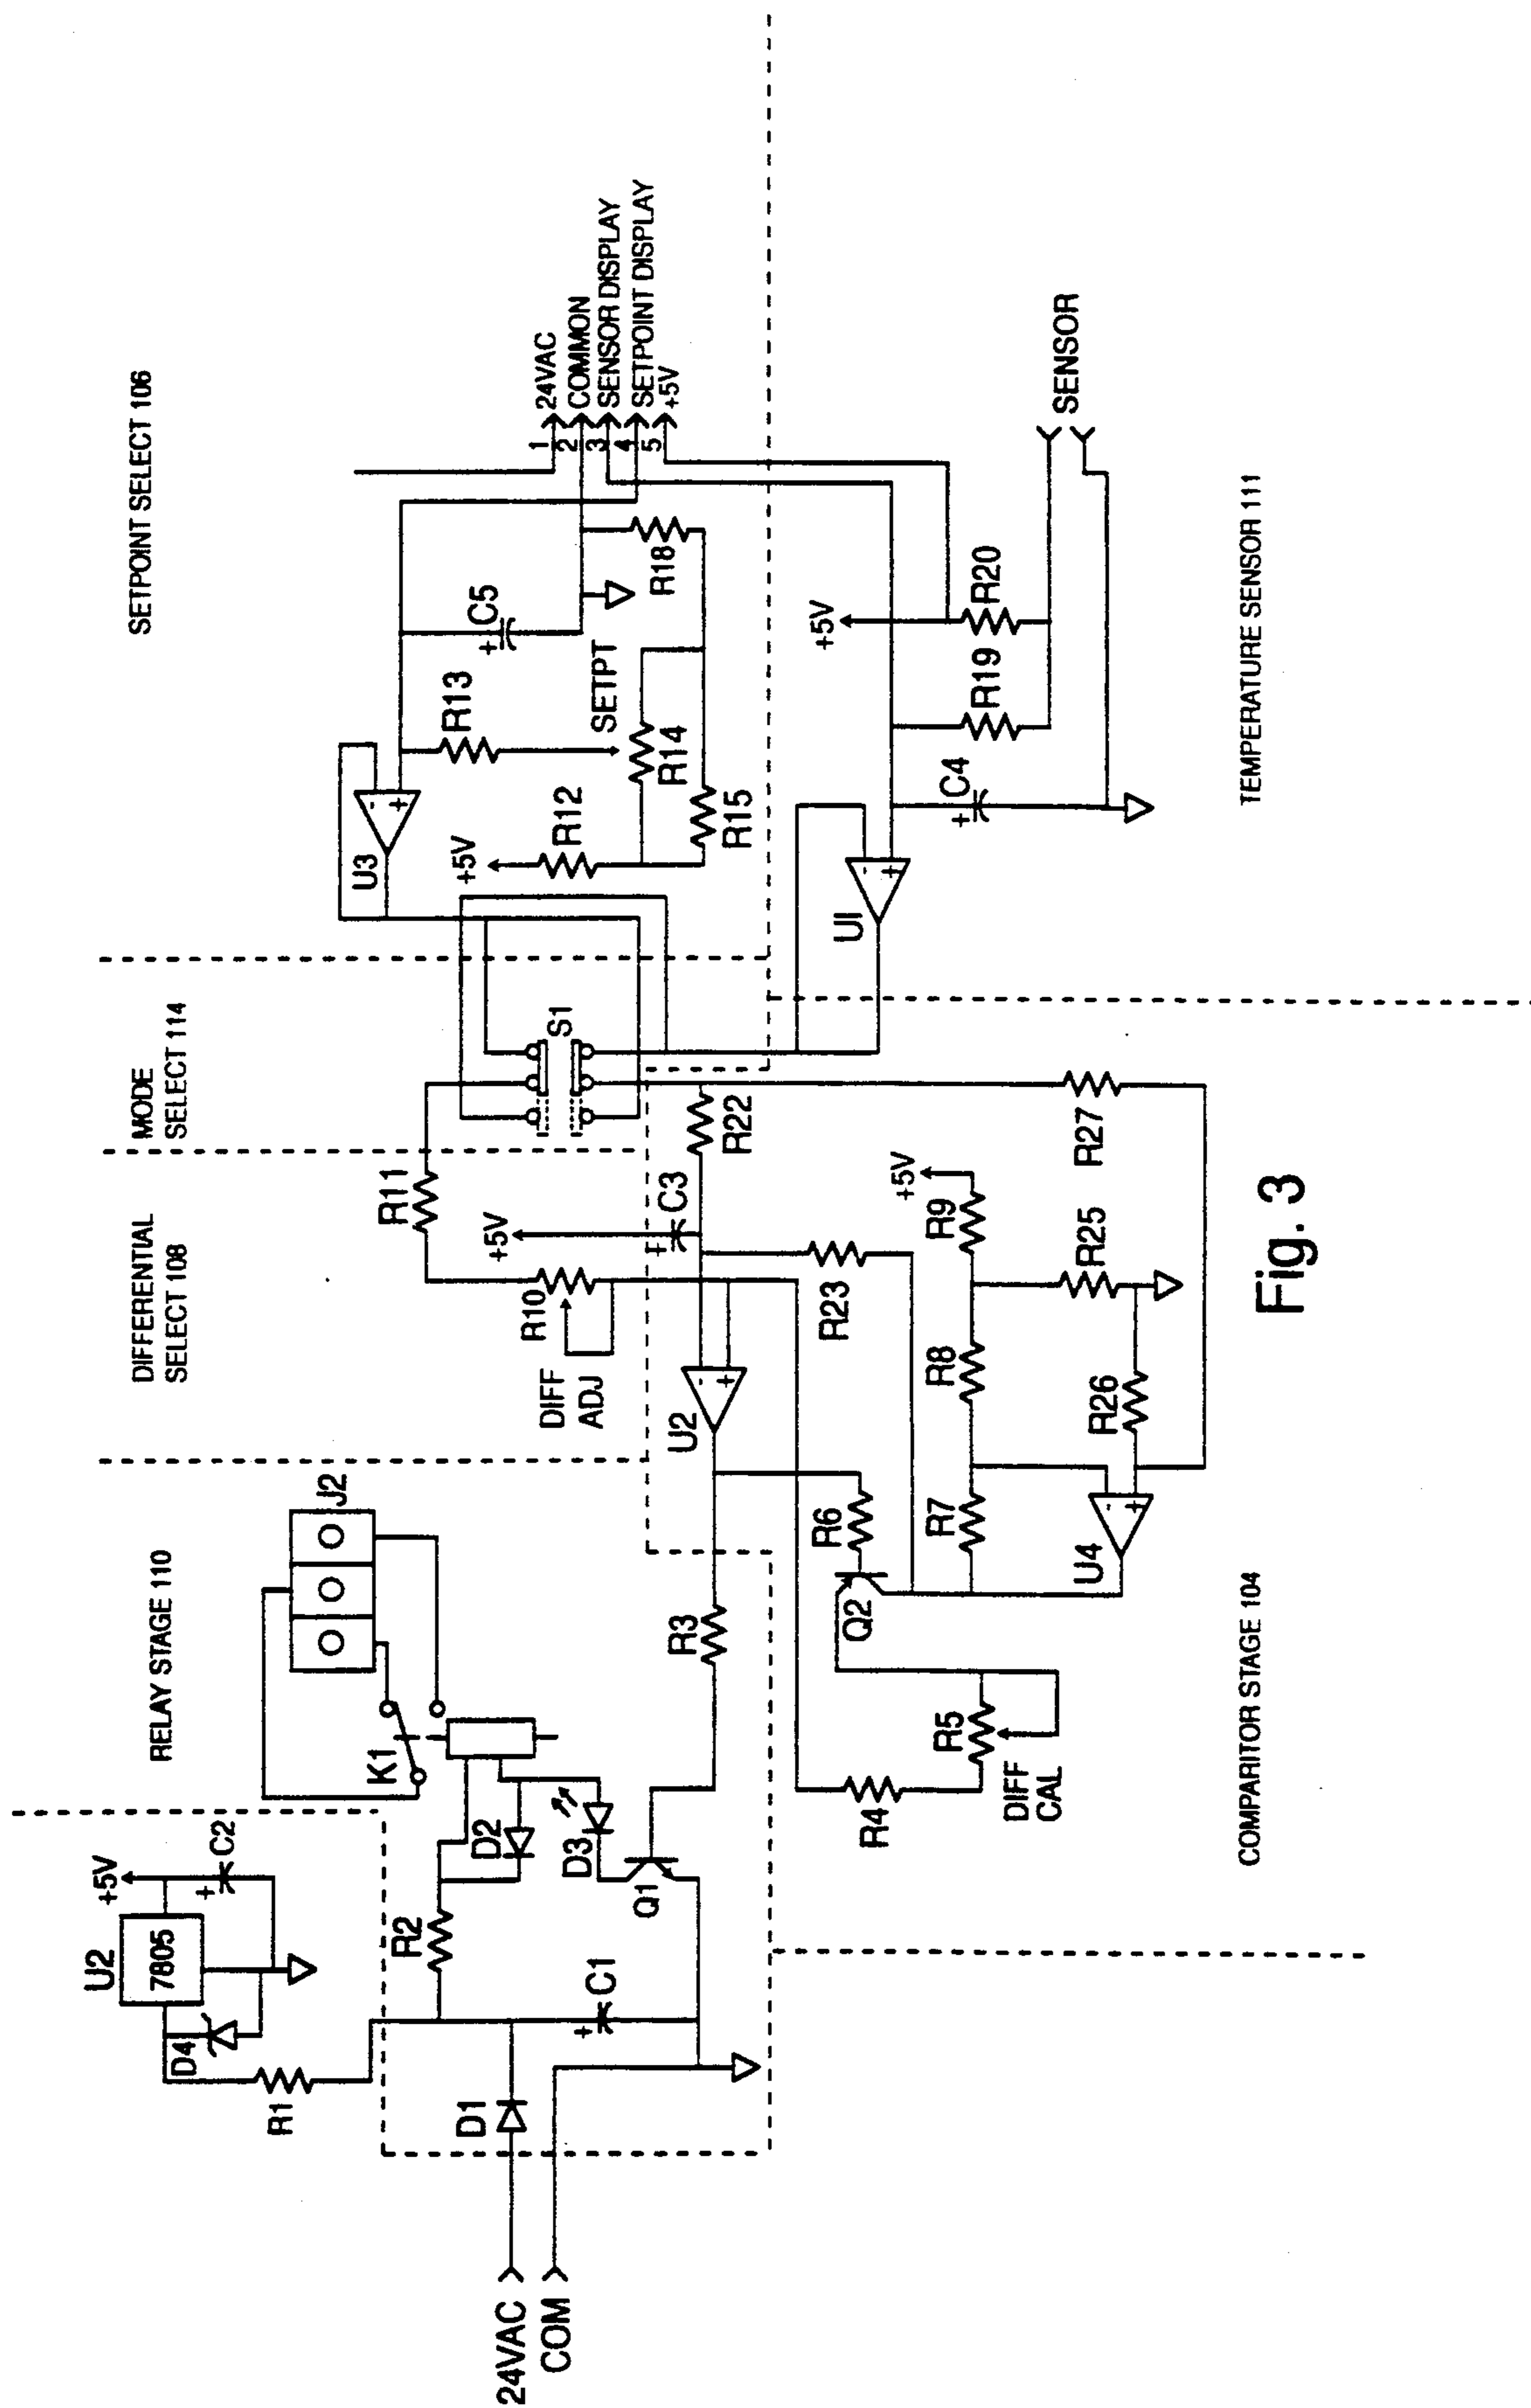 SETPOINT SELECT 106
MODE
SELECT 114
DIFFERENTIAL
SELECT 108
RELAY STAGE 110
24VAC
COM
D1
R1
D4
U2
7805
+5V
+
C2
R2
+
C1
K1
D2
D3
Q1
J2
R3
DIFF
ADJ
R10
+5V
R11
+
C3
U2
-
+
R22
S1
U3
-
+
+5V
R12
R13
SETPT
R14
R15
+
C5
R18
1
2
3
4
5
24VAC
COMMON
SENSOR DISPLAY
SETPOINT DISPLAY
+5V
R4
R5
DIFF
CAL
Q2
R6
R23
R7
R8
R9
+5V
R25
R26
R27
U4
-
+
COMPARITOR STAGE 104
U1
-
+
+
C4
+5V
R19
R20
SENSOR
TEMPERATURE SENSOR 111
Fig. 3